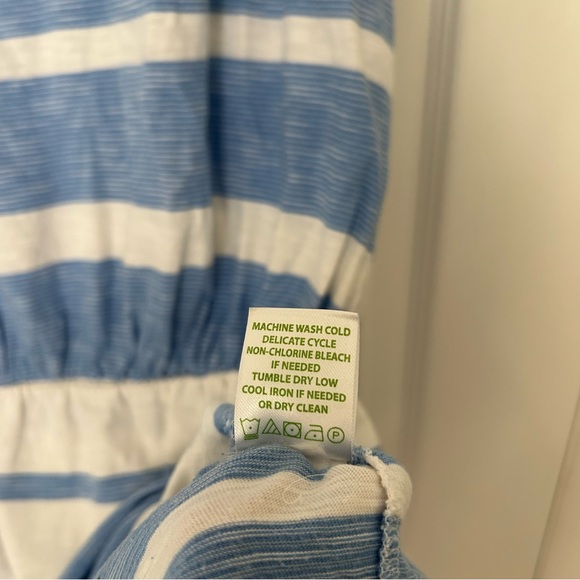 MACHINE WASH COLD
DELICATE CYCLE
NON-CHLORINE BLEACH
IF NEEDED
TUMBLE DRY LOW
COOL IRON IF NEEDED
OR DRY CLEAN
P